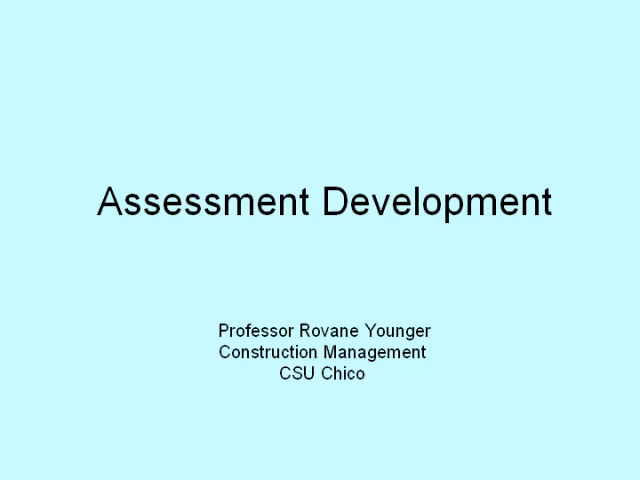 Assessment Development
Professor Rovane Younger
Construction Management
CSU Chico